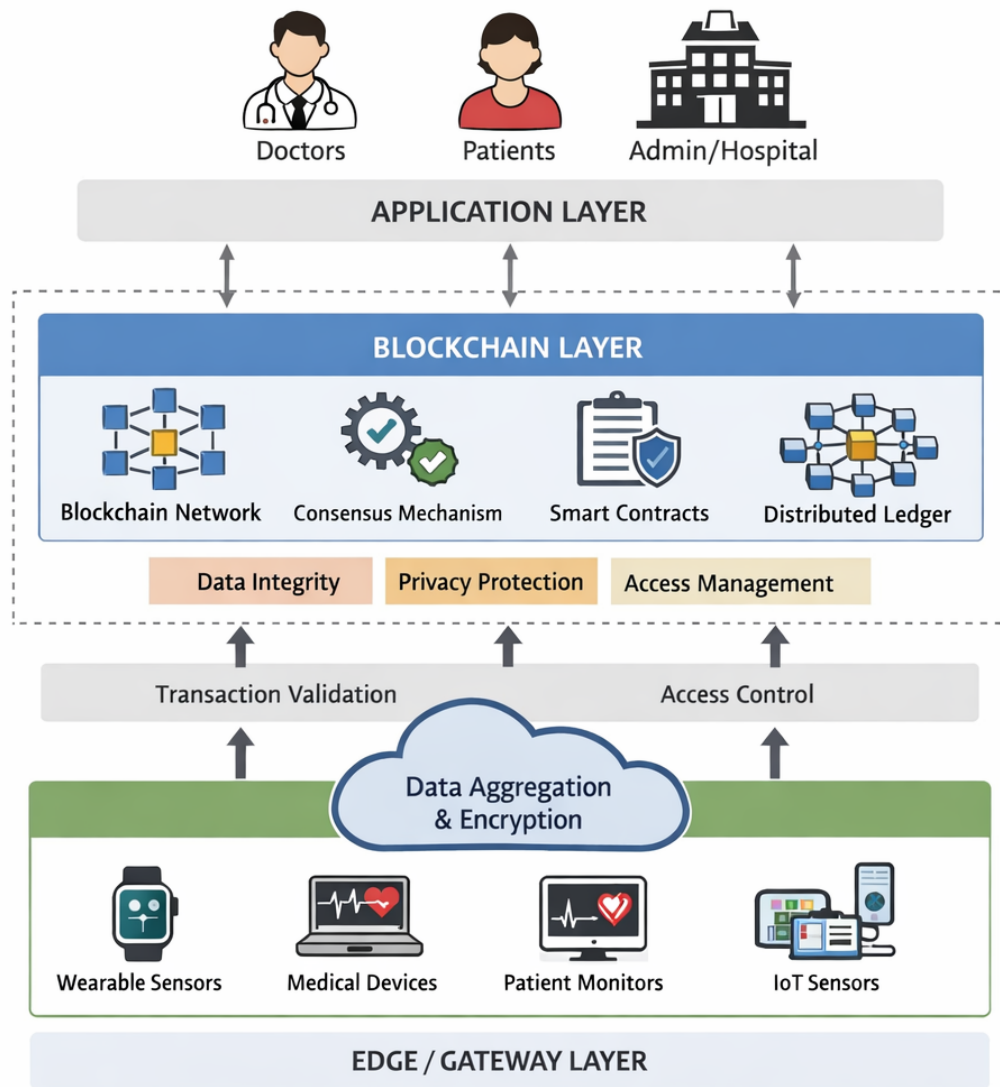 Doctors
Patients
Admin/Hospital
APPLICATION LAYER
BLOCKCHAIN LAYER
Blockchain Network
Consensus Mechanism
Smart Contracts
Distributed Ledger
Data Integrity
Privacy Protection
Access Management
Transaction Validation
Access Control
Data Aggregation
& Encryption
Wearable Sensors
Medical Devices
Patient Monitors
IoT Sensors
EDGE / GATEWAY LAYER